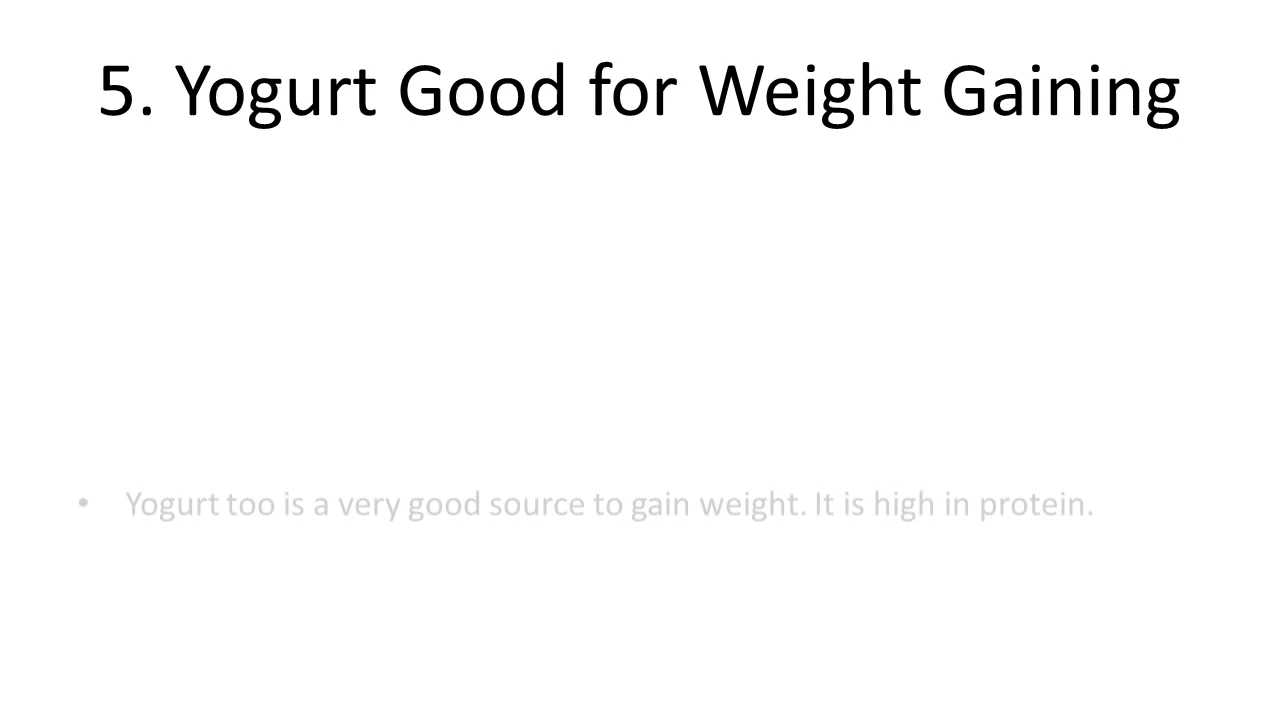 5. Yogurt Good for Weight Gaining
• Yogurt too is a very good source to gain weight. It is high in protein.